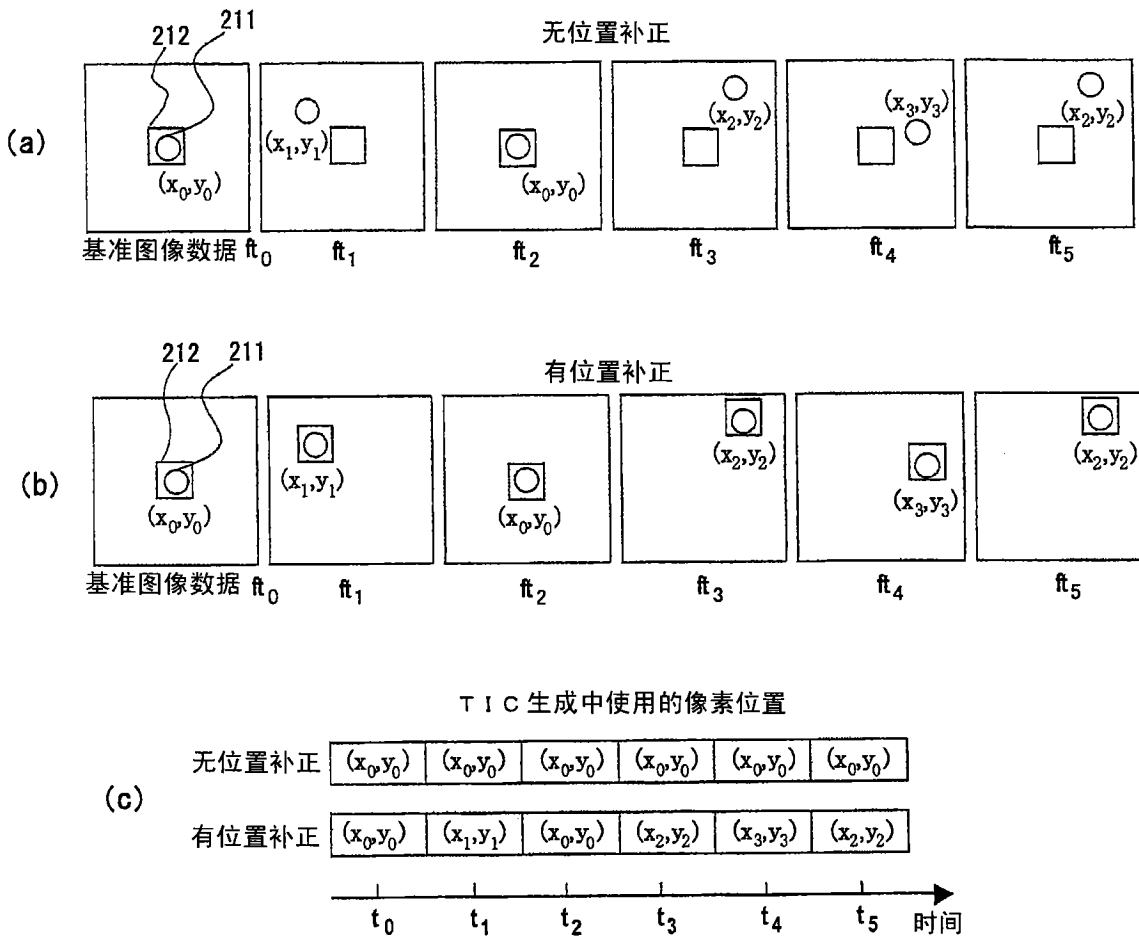 212 211
无位置补正
(a)
(x₀,y₀) (x₁,y₁) (x₀,y₀) (x₂,y₂) (x₃,y₃) (x₂,y₂)
基准图像数据 ft₀ ft₁ ft₂ ft₃ ft₄ ft₅
212 211
有位置补正
(b)
(x₀,y₀) (x₁,y₁) (x₀,y₀) (x₂,y₂) (x₃,y₃) (x₂,y₂)
基准图像数据 ft₀ ft₁ ft₂ ft₃ ft₄ ft₅
TIC生成中使用的像素位置
(c)
无位置补正 (x₀,y₀) (x₀,y₀) (x₀,y₀) (x₀,y₀) (x₀,y₀) (x₀,y₀)
有位置补正 (x₀,y₀) (x₁,y₁) (x₀,y₀) (x₂,y₂) (x₃,y₃) (x₂,y₂)
t₀ t₁ t₂ t₃ t₄ t₅ 时间